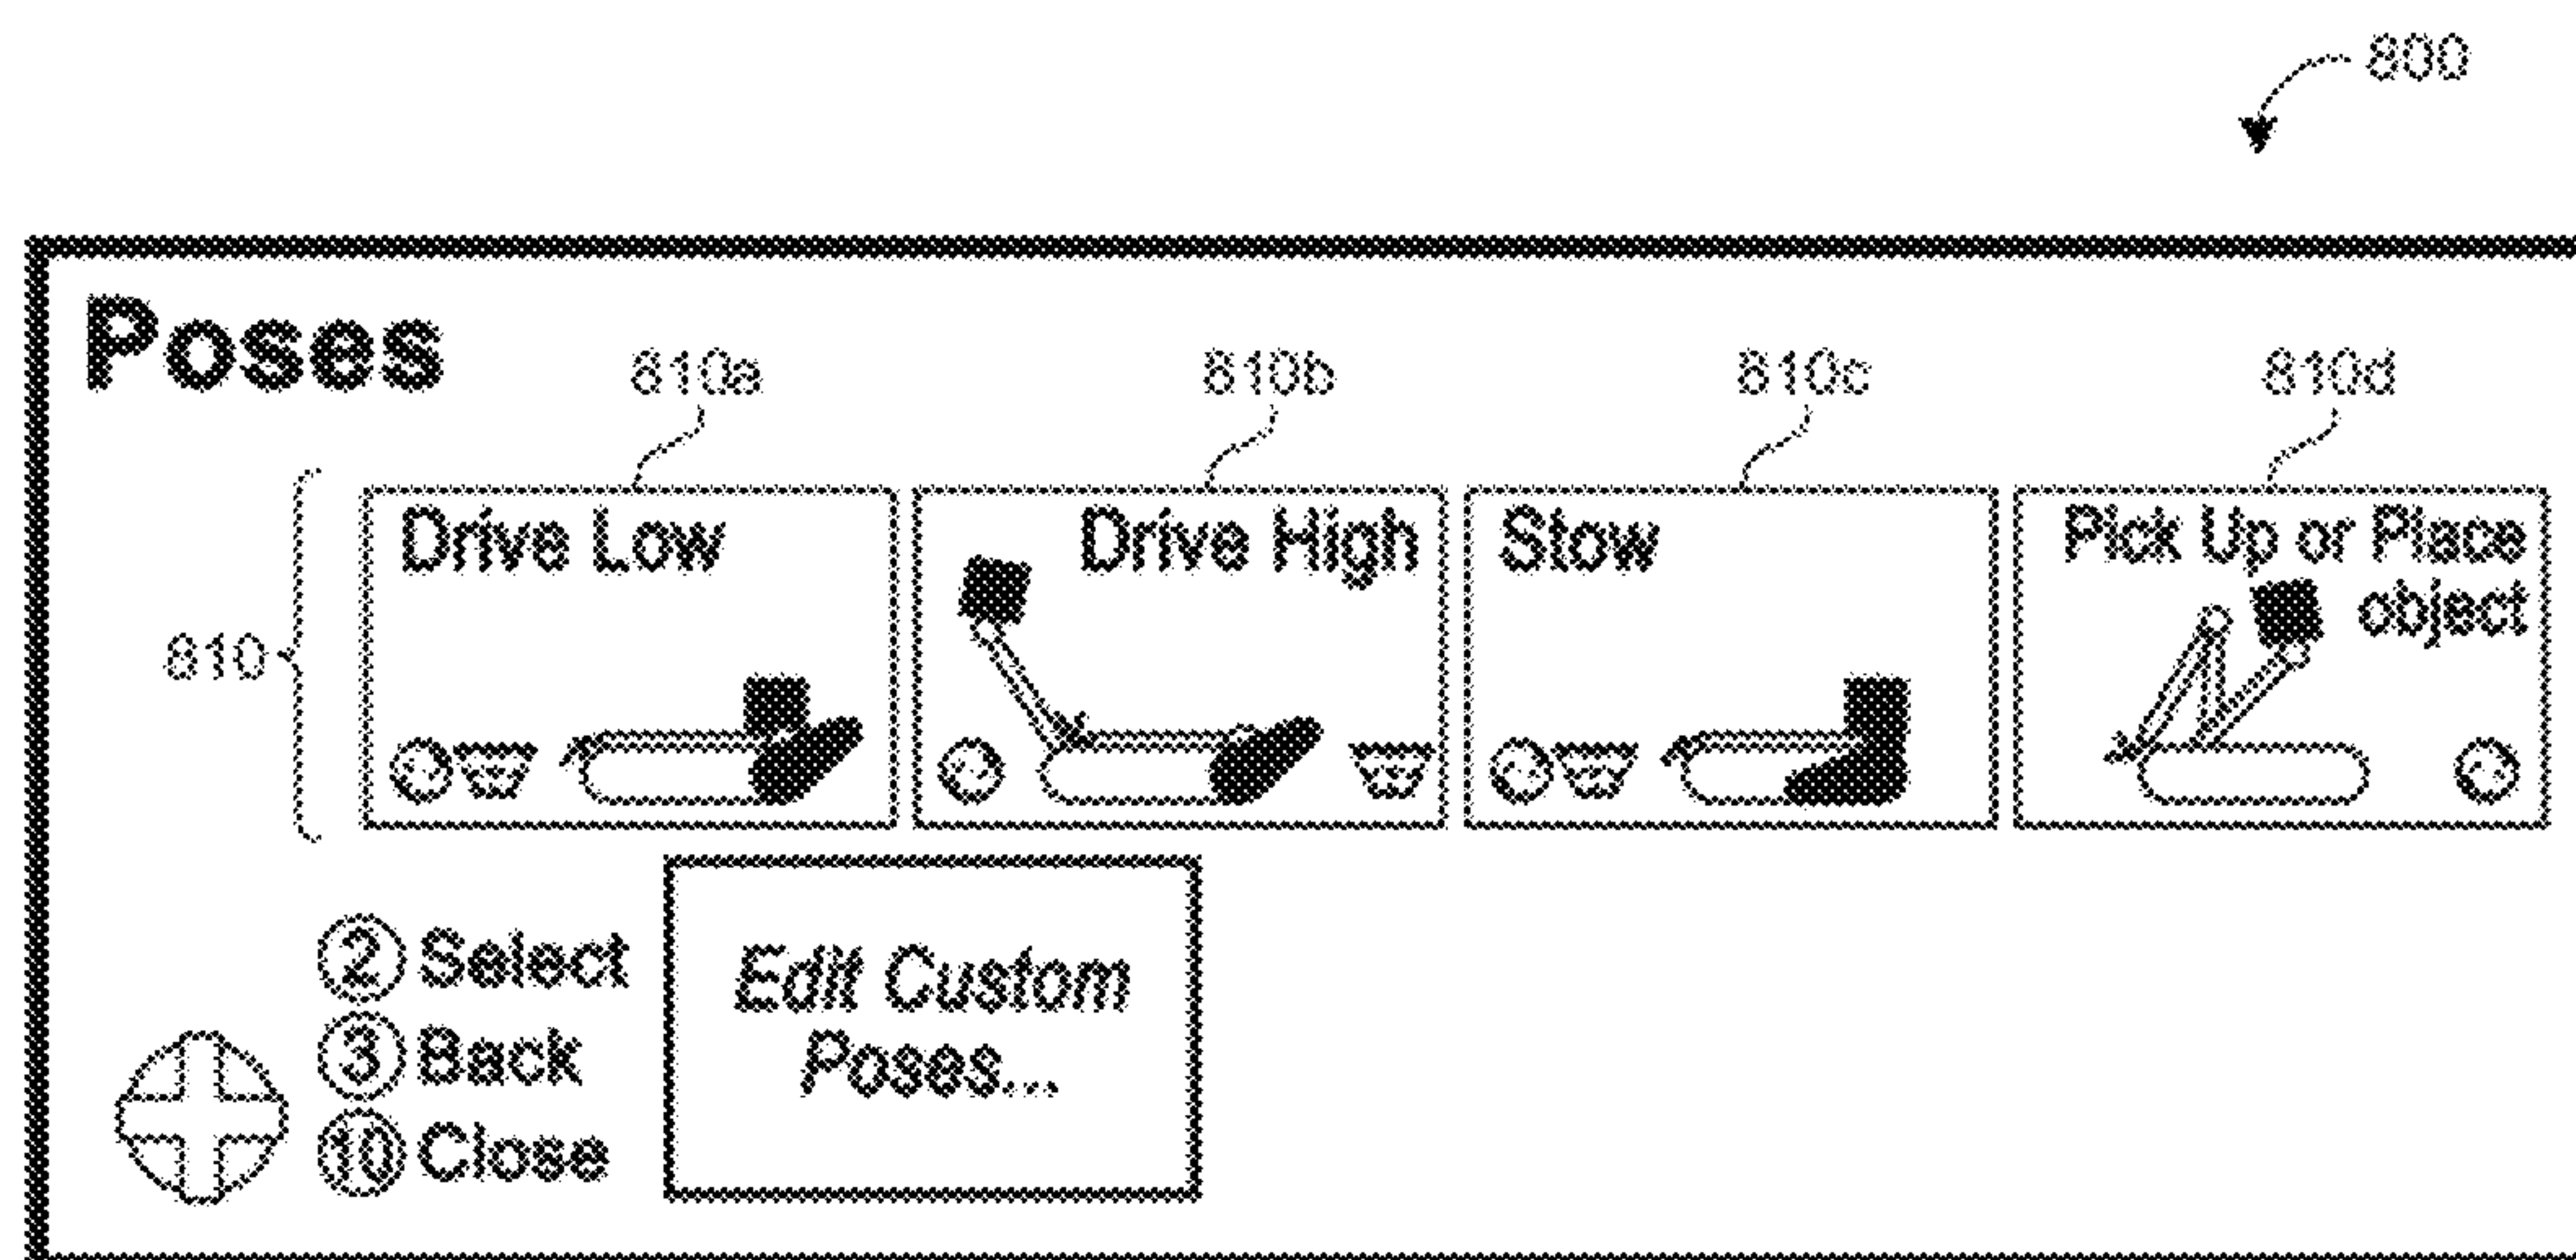 800
Poses
810a 810b 810c 810d
810
Drive Low
Drive High
Stow
Pick Up or Place
object
2 Select
3 Back
10 Close
Edit Custom
Poses...